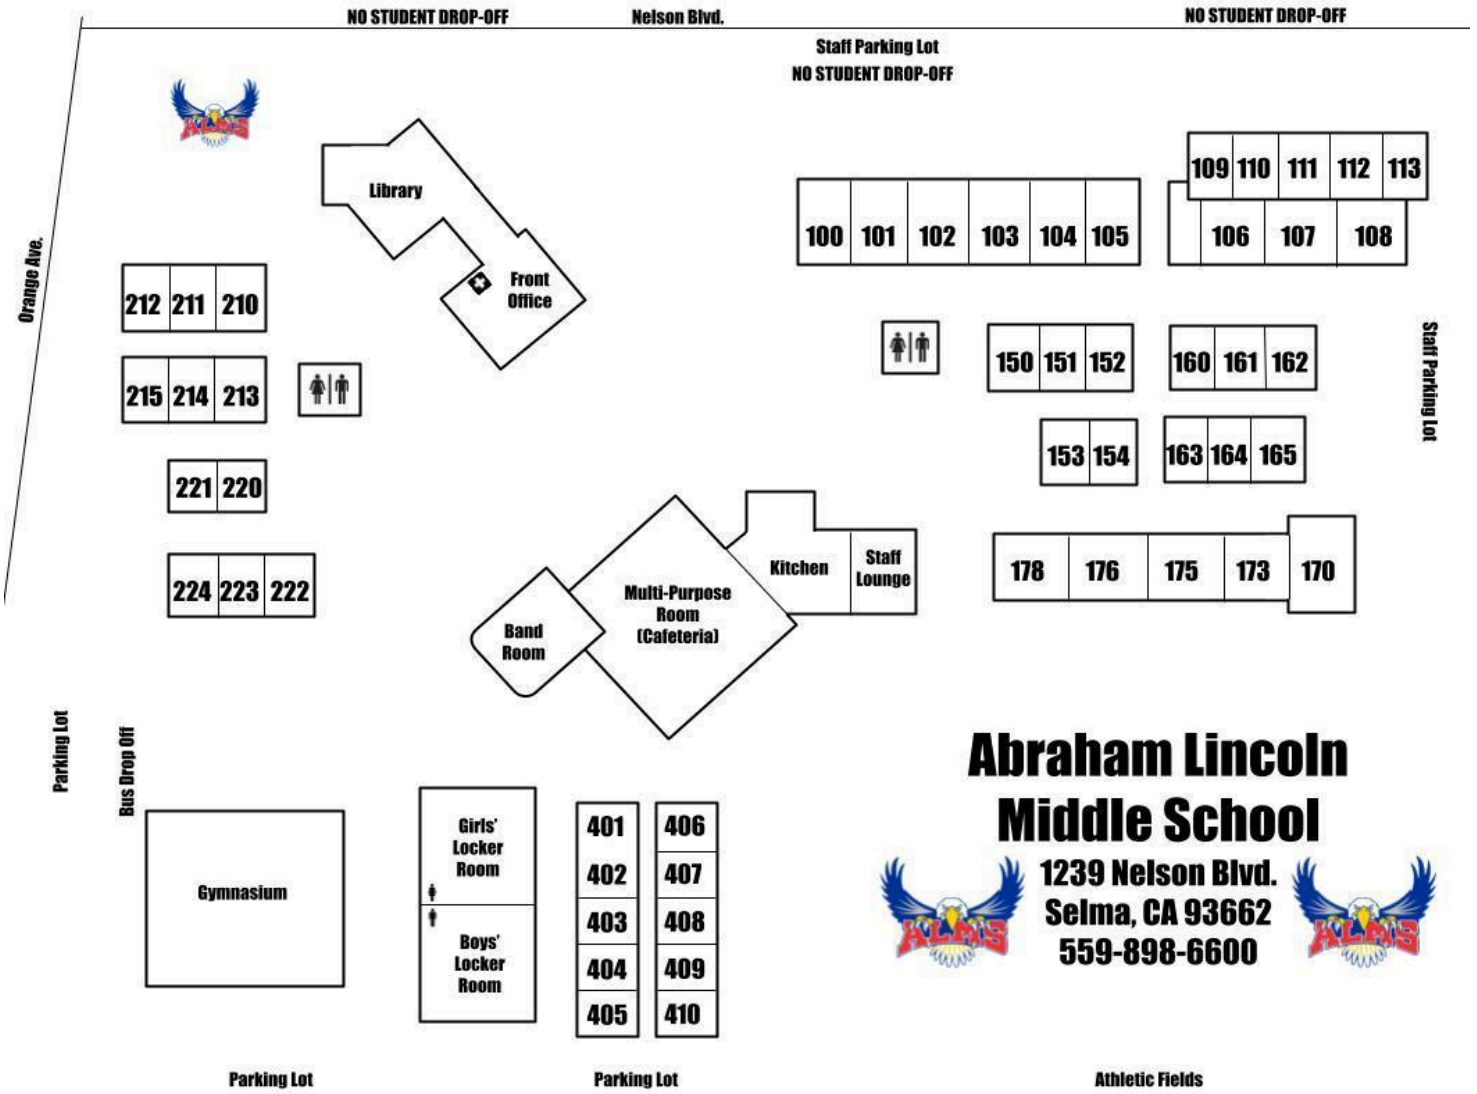 NO STUDENT DROP-OFF
Nelson Blvd.
NO STUDENT DROP-OFF
Staff Parking Lot
NO STUDENT DROP-OFF
ALMS
Orange Ave.
Library
Front
Office
100 101 102 103 104 105
109 110 111 112 113
106 107 108
212 211 210
215 214 213
221 220
224 223 222
150 151 152
160 161 162
153 154
163 164 165
Staff Parking Lot
178 176 175 173 170
Kitchen
Staff
Lounge
Multi-Purpose
Room
(Cafeteria)
Band
Room
Parking Lot
Bus Drop Off
Gymnasium
Girls'
Locker
Room
Boys'
Locker
Room
401
402
403
404
405
406
407
408
409
410
Abraham Lincoln
Middle School
1239 Nelson Blvd.
Selma, CA 93662
559-898-6600
ALMS
ALMS
Parking Lot
Parking Lot
Athletic Fields